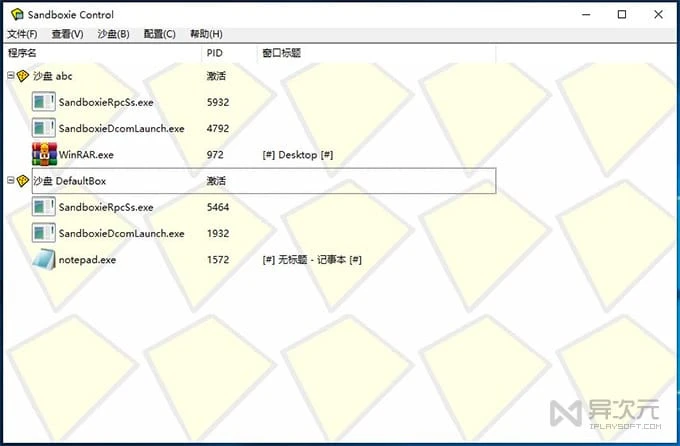 Sandboxie Control
文件(F) 查看(V) 沙盘(B) 配置(C) 帮助(H)
程序名 PID 窗口标题
沙盘 abc 激活
SandboxieRpcSs.exe 5932
SandboxieDcomLaunch.exe 4792
WinRAR.exe 972 [#] Desktop [#]
沙盘 DefaultBox 激活
SandboxieRpcSs.exe 5464
SandboxieDcomLaunch.exe 1932
notepad.exe 1572 [#] 无标题 - 记事本 [#]
异次元
IPLAYSOFT.COM